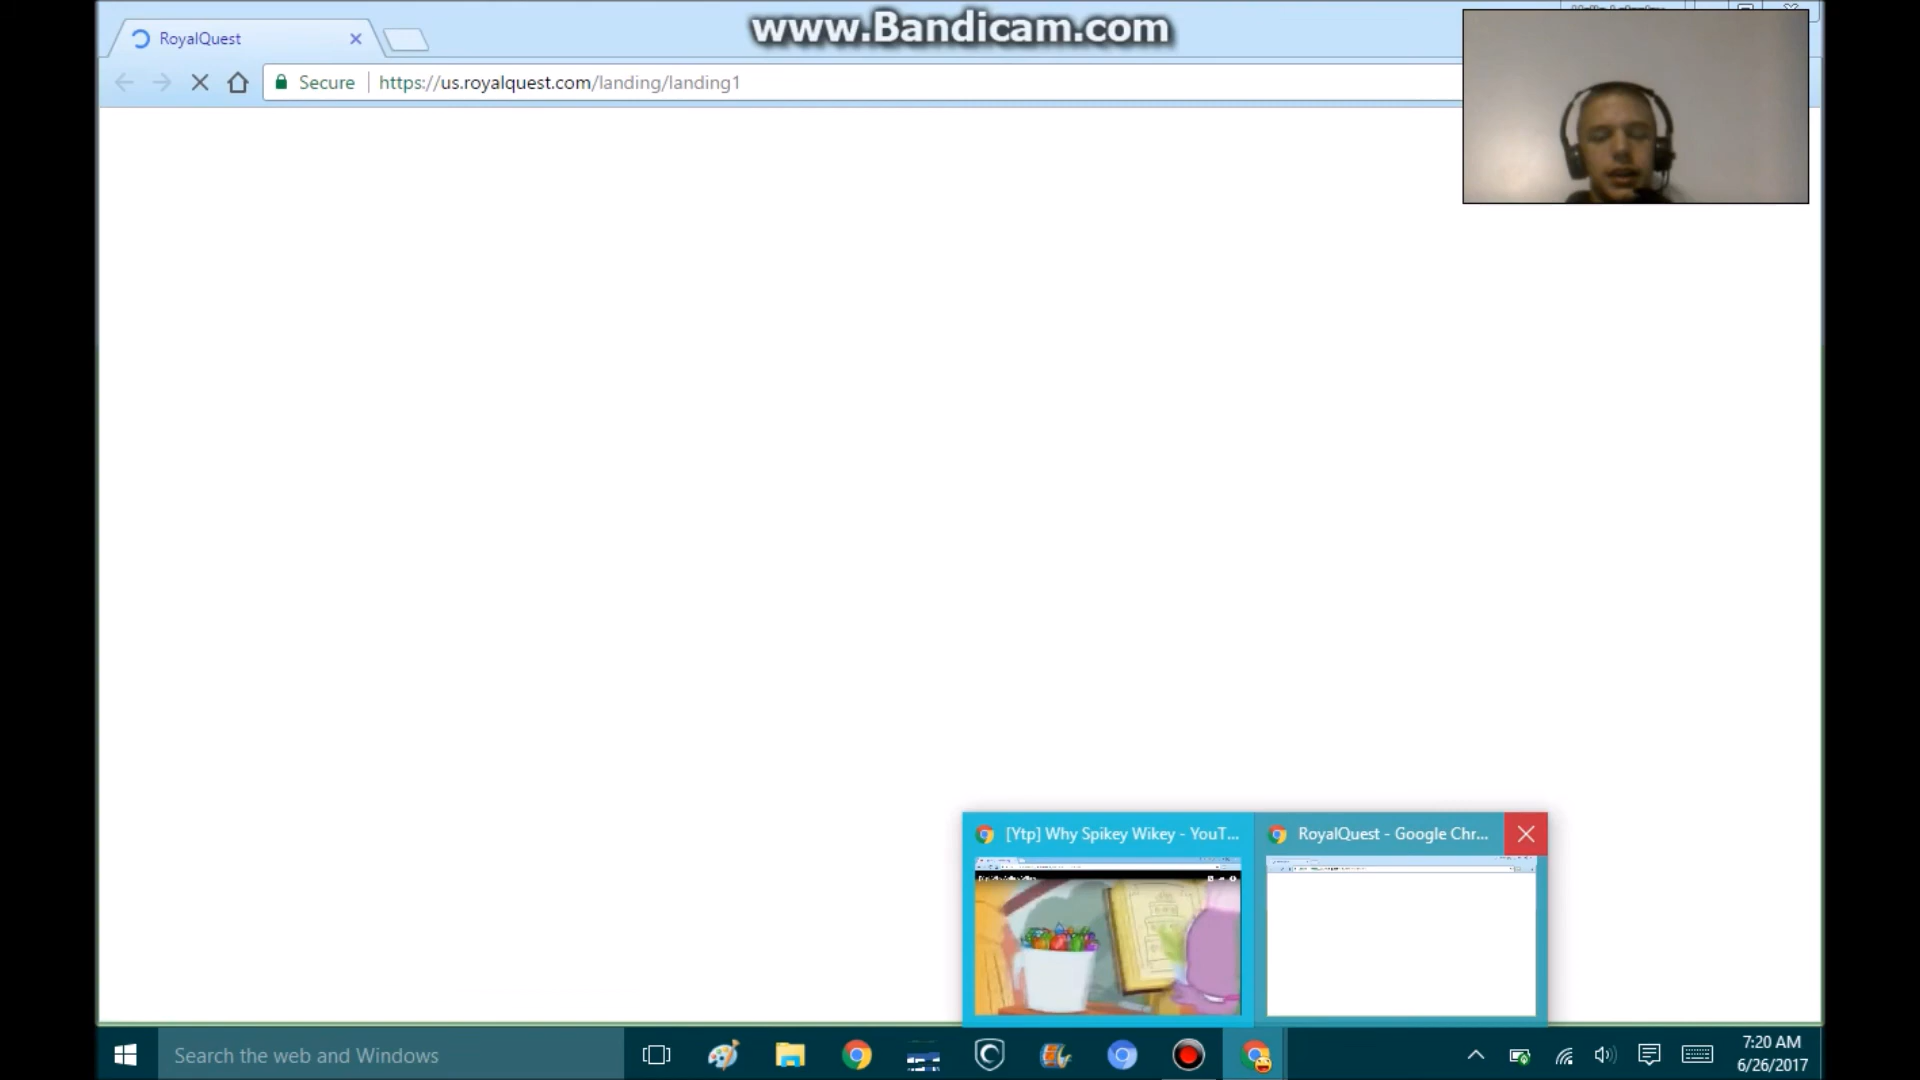 www.Bandicam.com
RoyalQuest
Secure
https://us.royalquest.com/landing/landing1
[Ytp] Why Spikey Wikey - YouT...
RoyalQuest - Google Chr...
Search the web and Windows
7:20 AM
6/26/2017